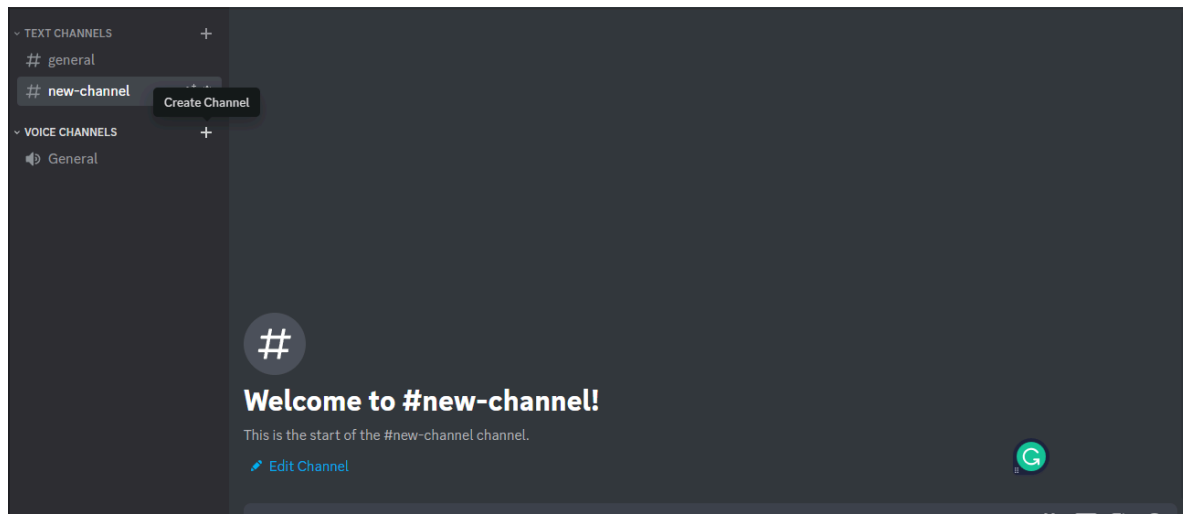 TEXT CHANNELS
general
new-channel
Create Channel
VOICE CHANNELS
General
#
Welcome to #new-channel!
This is the start of the #new-channel channel.
Edit Channel